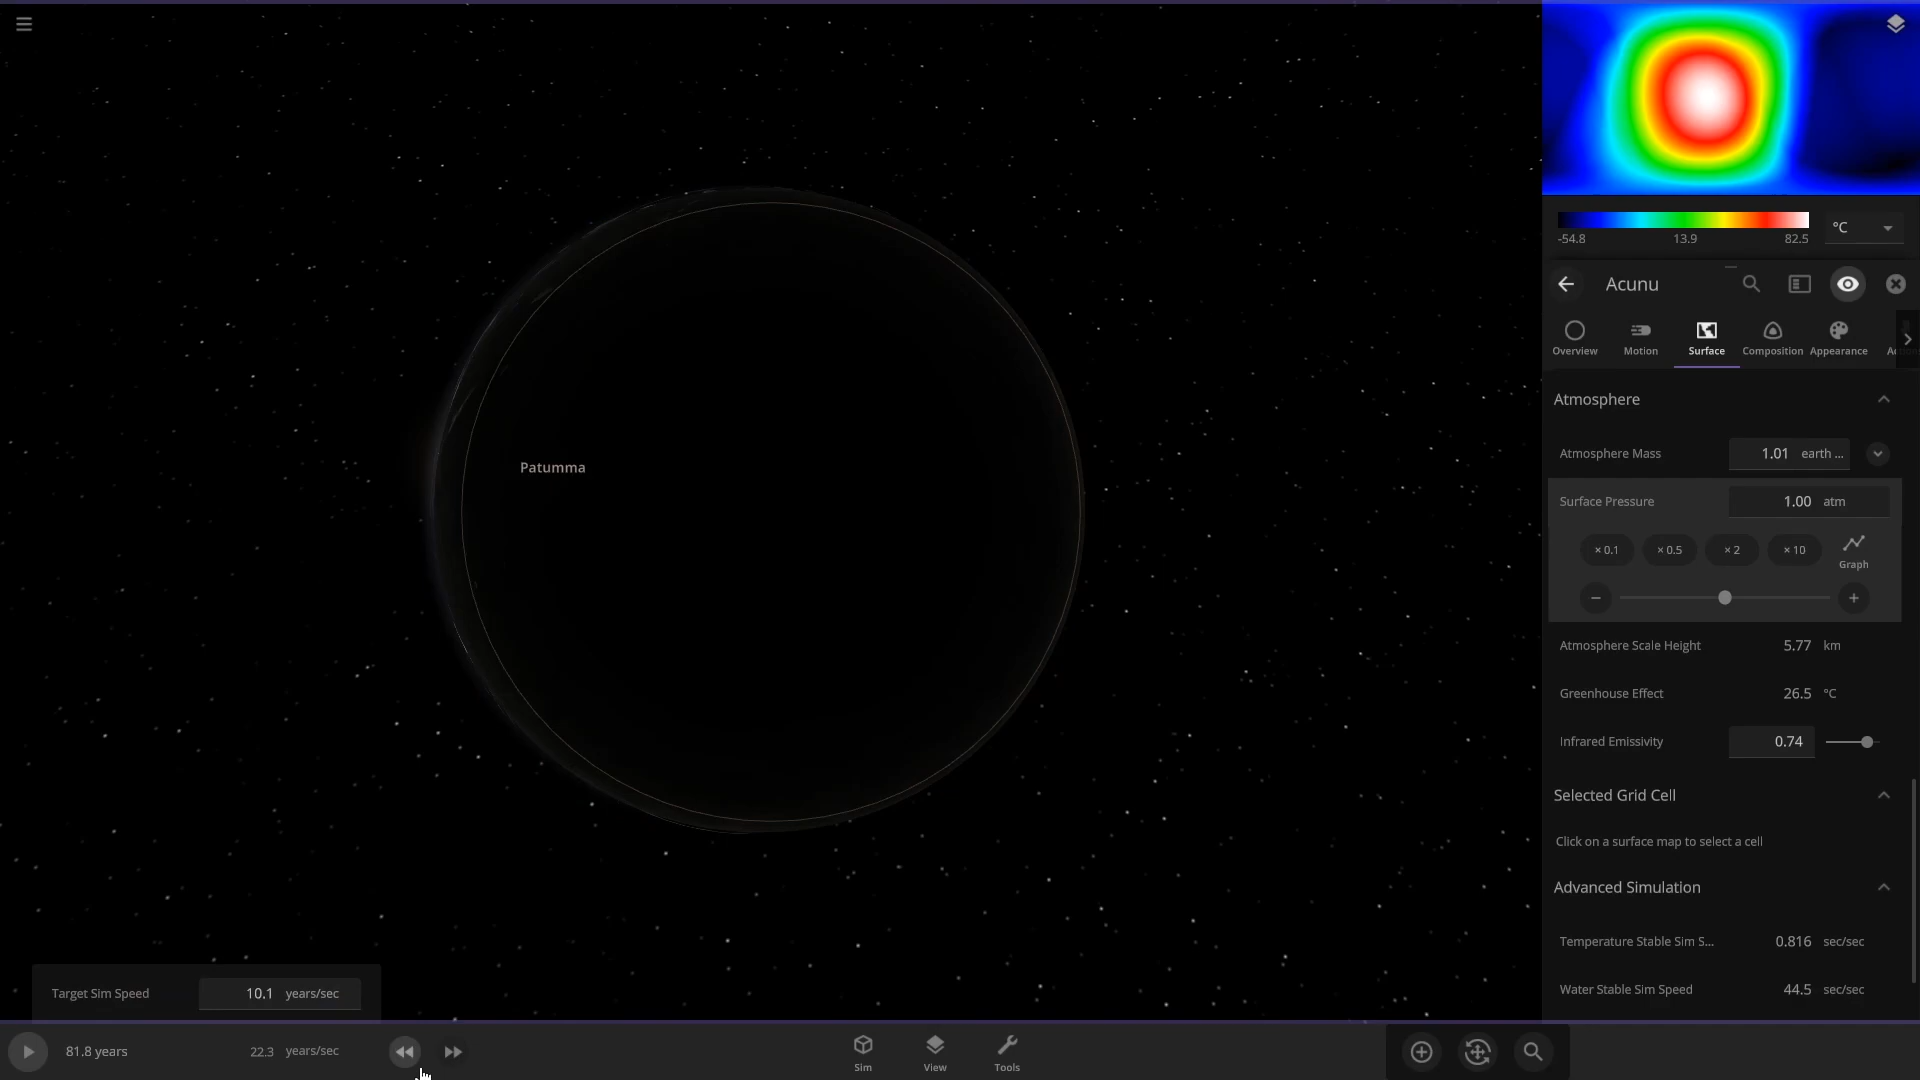 -54.8 13.9 82.5 °C
Acunu
Overview Motion Surface Composition Appearance
Atmosphere
Atmosphere Mass 1.01 earth ...
Surface Pressure 1.00 atm
× 0.1 × 0.5 × 2 × 10 Graph
Atmosphere Scale Height 5.77 km
Greenhouse Effect 26.5 °C
Infrared Emissivity 0.74
Selected Grid Cell
Click on a surface map to select a cell
Advanced Simulation
Temperature Stable Sim S... 0.816 sec/sec
Water Stable Sim Speed 44.5 sec/sec
Patumma
Target Sim Speed 10.1 years/sec
81.8 years 22.3 years/sec
Sim View Tools